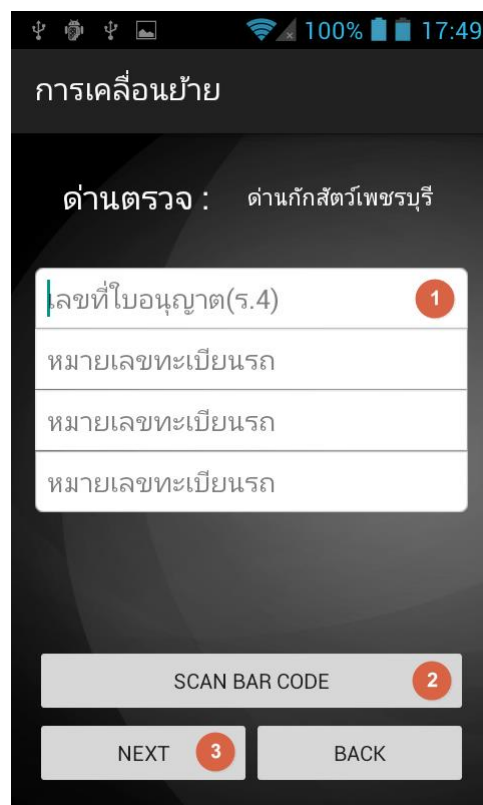 100% 17:49
การเคลื่อนย้าย
ด่านตรวจ : ด่านกักสัตว์เพชรบุรี
เลขที่ใบอนุญาต(ร.4) 1
หมายเลขทะเบียนรถ
หมายเลขทะเบียนรถ
หมายเลขทะเบียนรถ
SCAN BAR CODE 2
NEXT 3 BACK